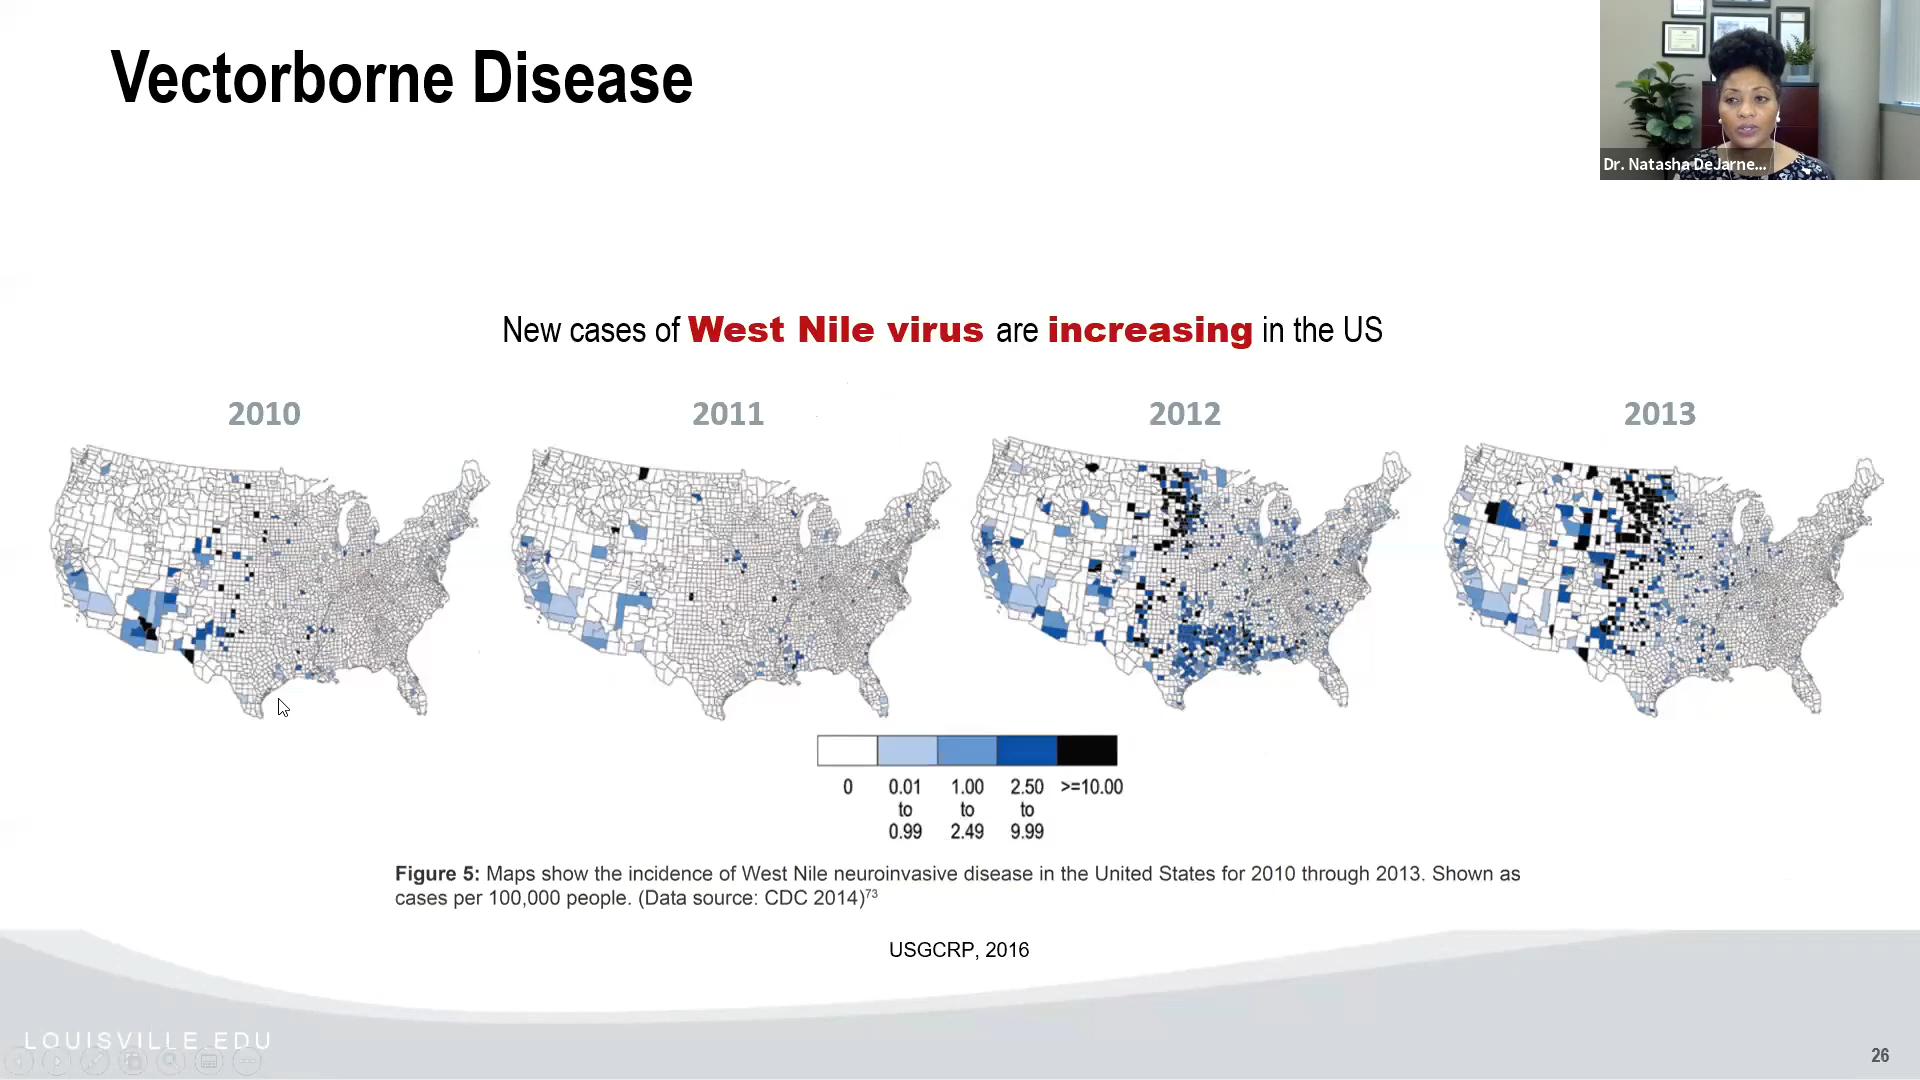 Vectorborne Disease
Dr. Natasha DeJarne...
New cases of West Nile virus are increasing in the US
2010 2011 2012 2013
0 0.01 1.00 2.50 >=10.00
to to to
0.99 2.49 9.99
Figure 5: Maps show the incidence of West Nile neuroinvasive disease in the United States for 2010 through 2013. Shown as
cases per 100,000 people. (Data source: CDC 2014)73
USGCRP, 2016
LOUISVILLE.EDU
26